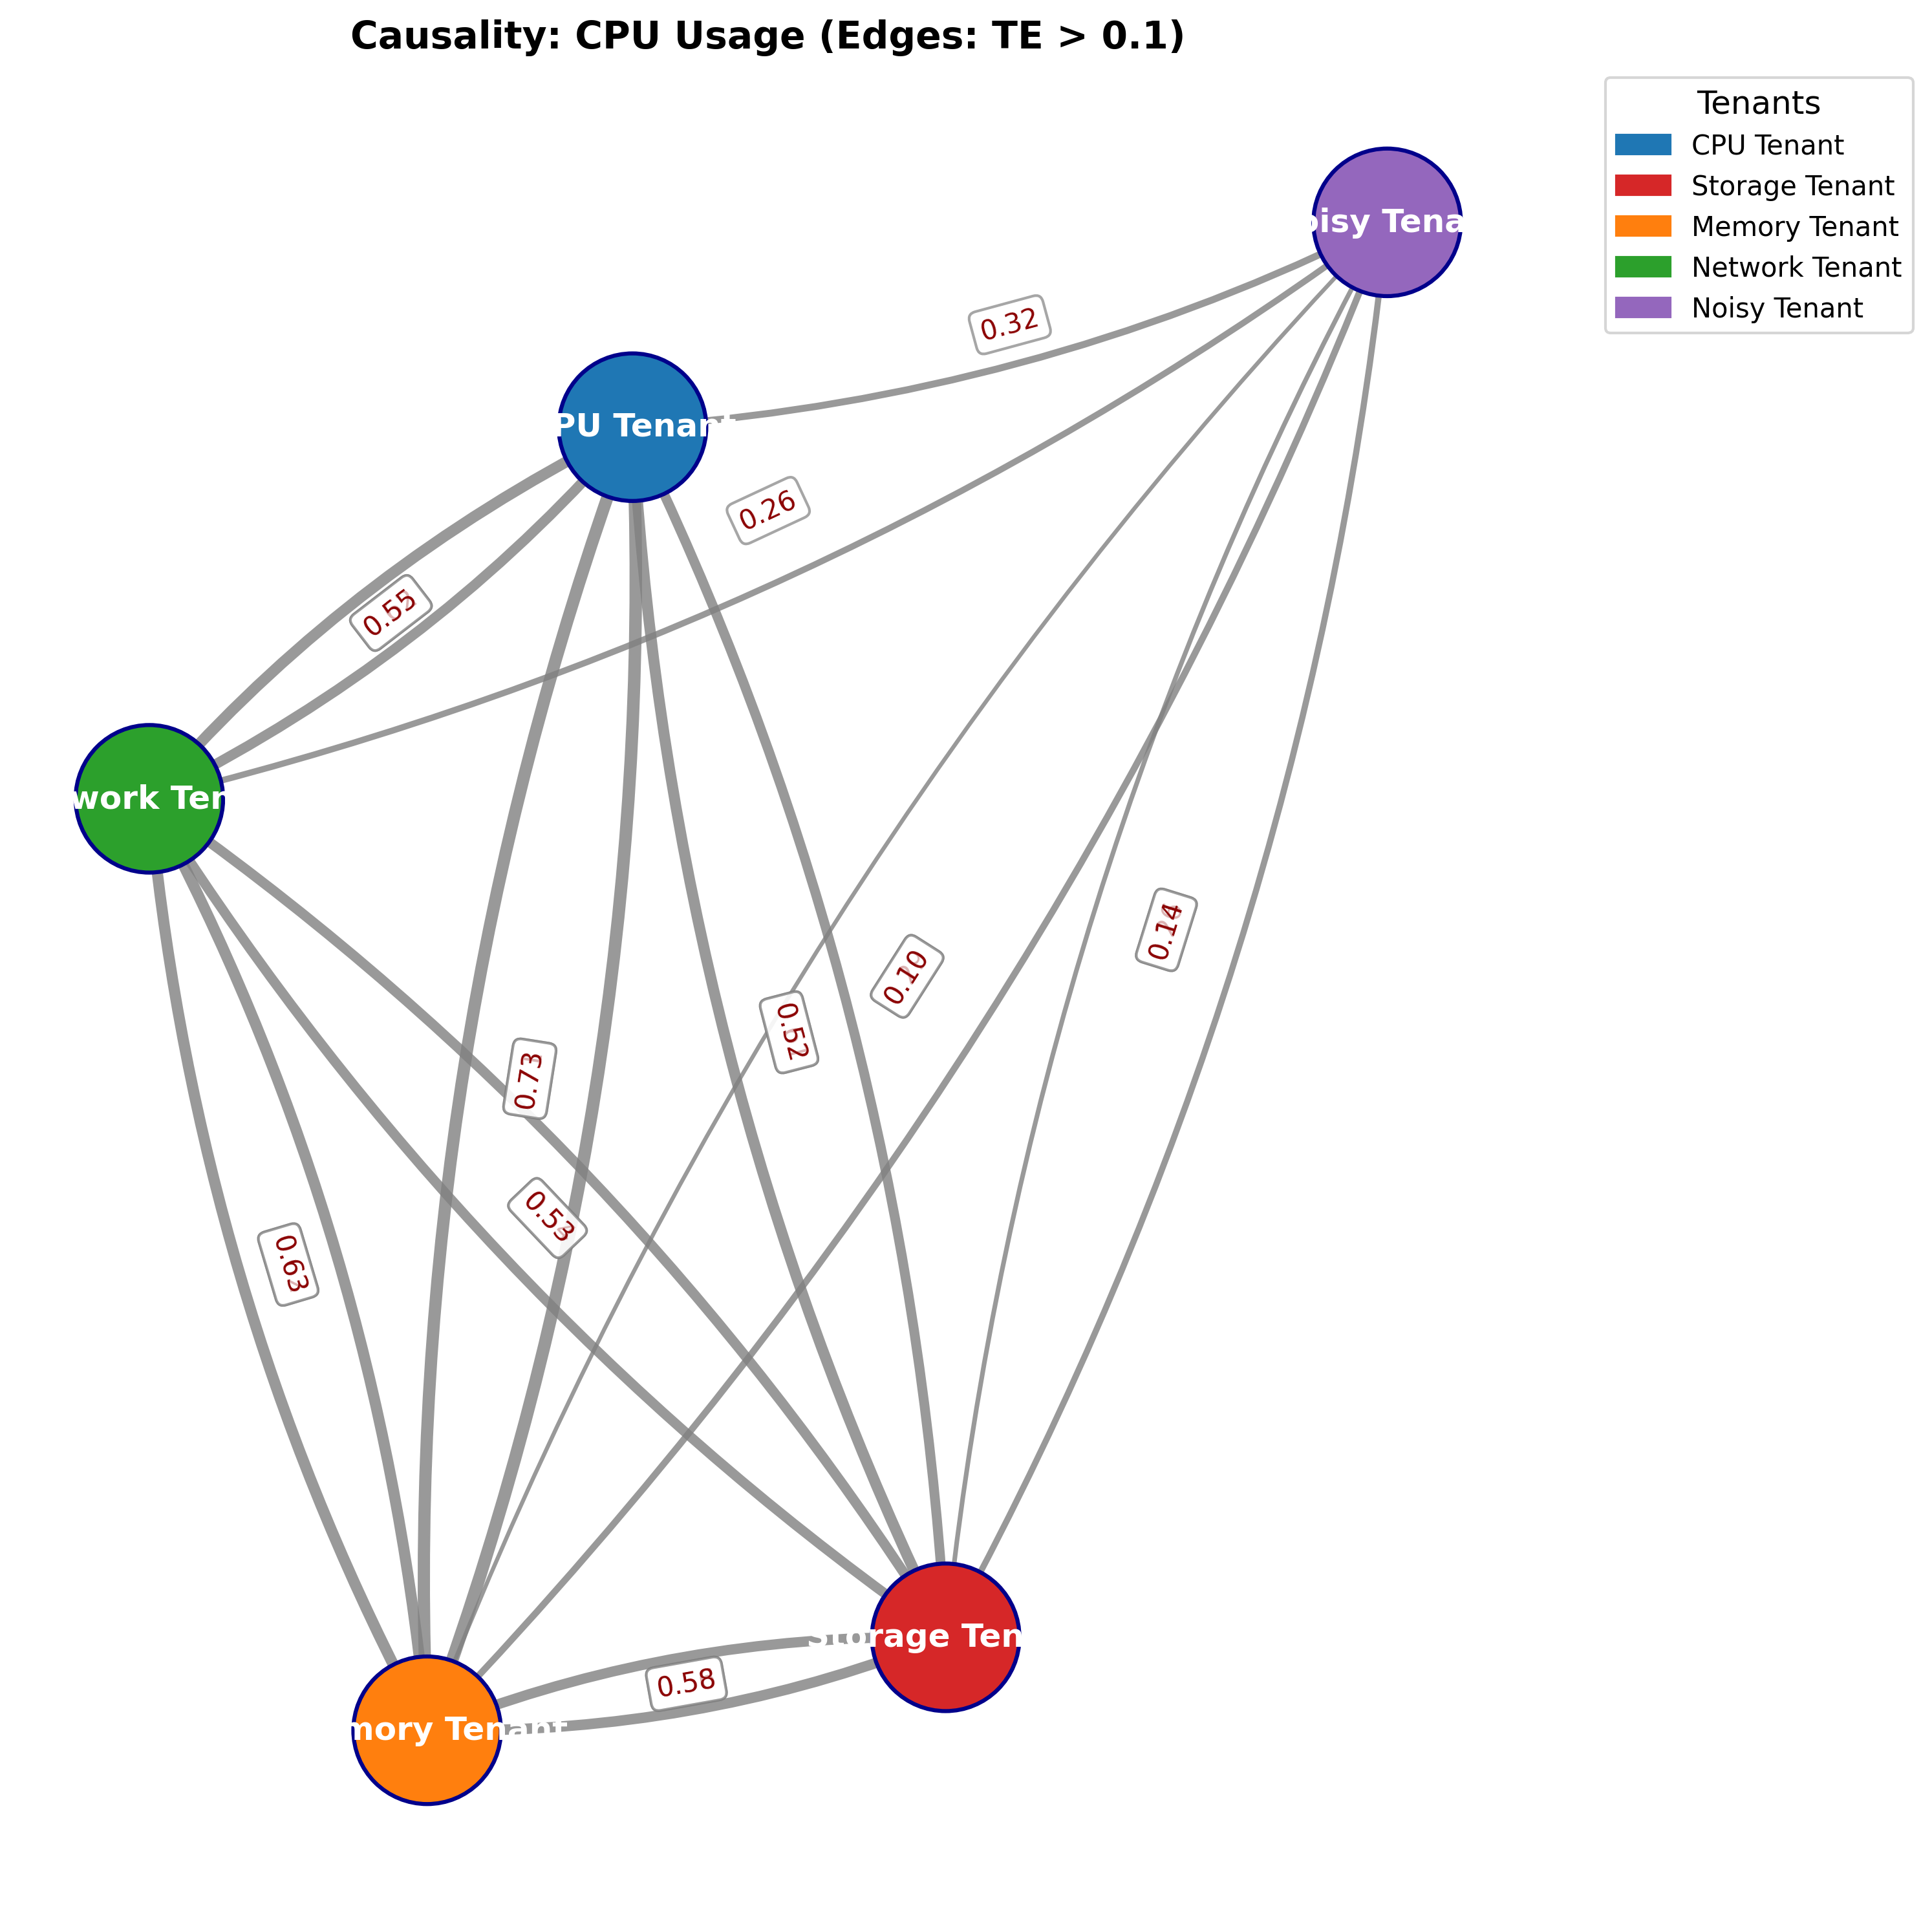 Causality: CPU Usage (Edges: TE > 0.1)
Tenants
CPU Tenant
Storage Tenant
Memory Tenant
Network Tenant
Noisy Tenant
oisy Tena
0.32
PU Tenant
0.26
0.55
work Ten
0.14
0.10
0.52
0.73
0.53
0.63
Storage Ten
0.58
mory Tenant